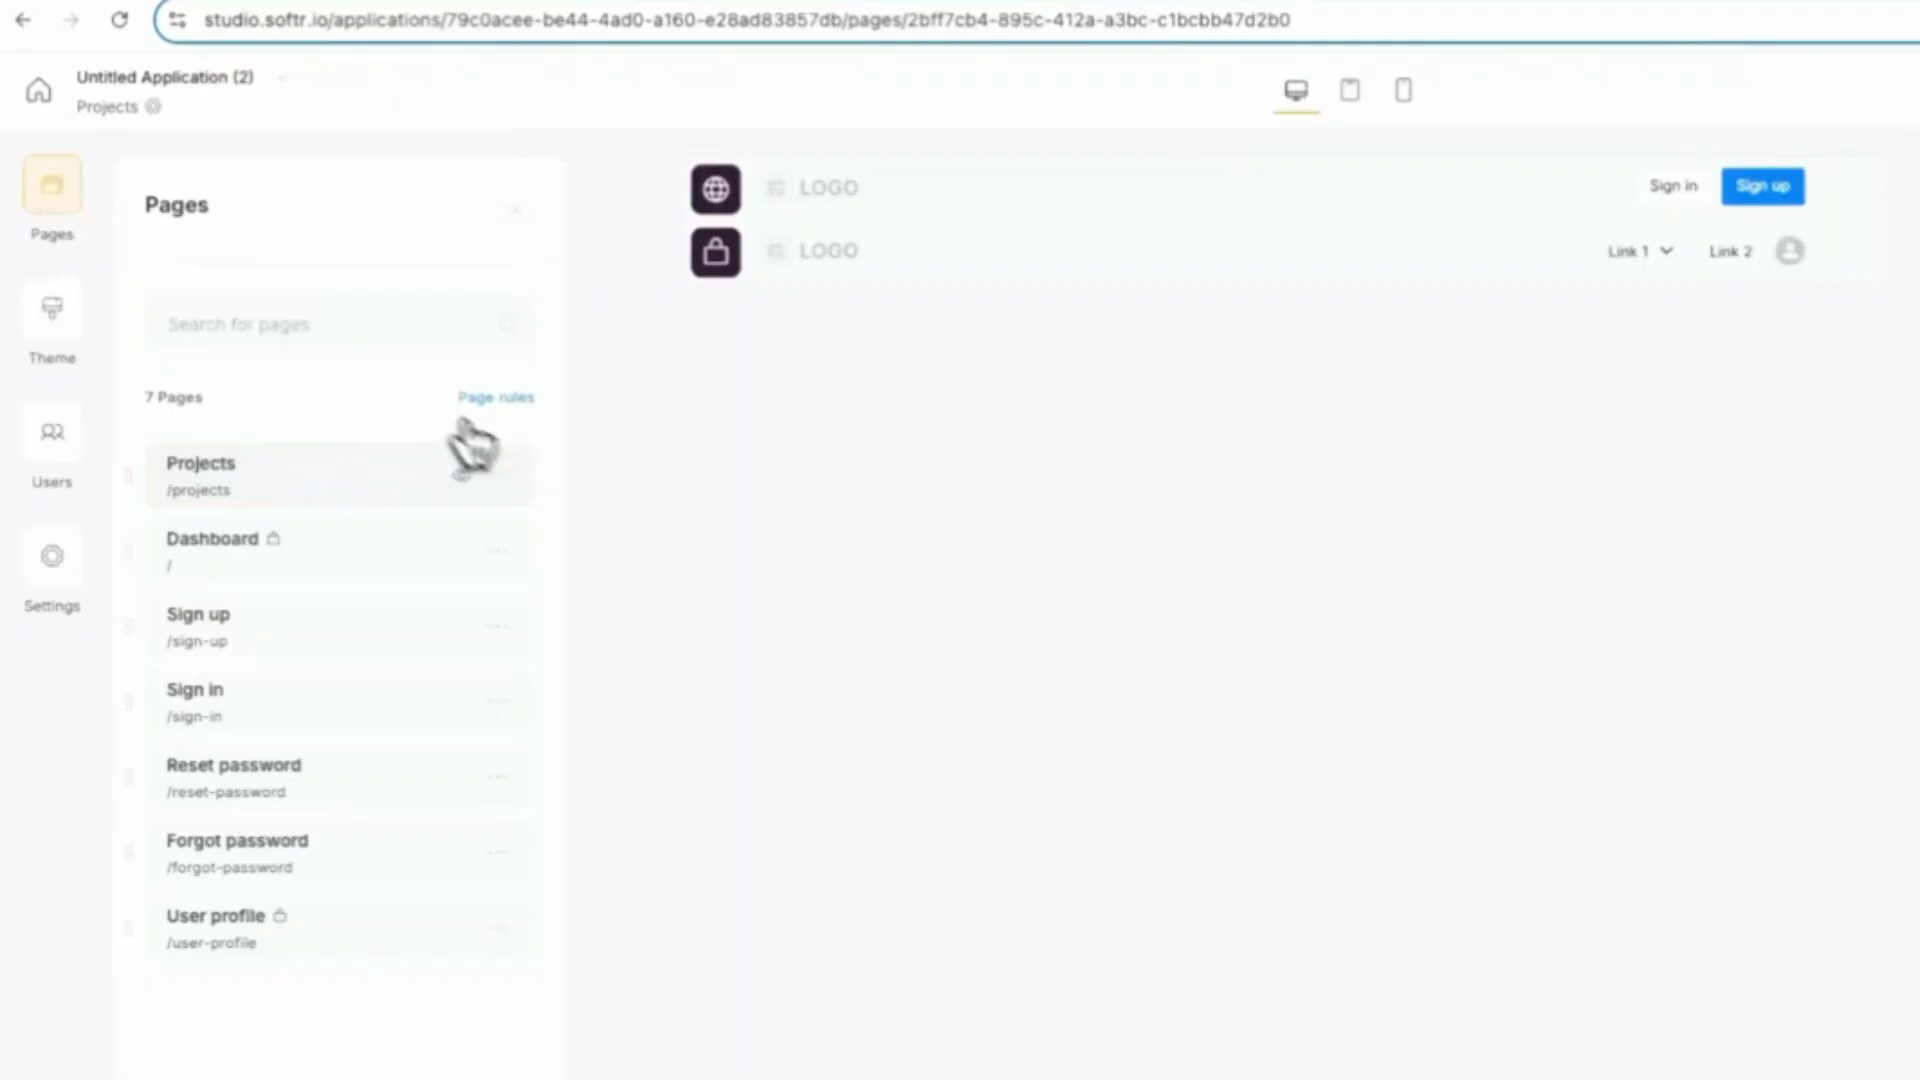 studio.softr.io/applications/79c0acee-be44-4ad0-a160-e28ad83857db/pages/2bff7cb4-895c-412a-a3bc-c1bcbb47d2b0
Untitled Application (2)
Projects
Pages
Theme
Users
Settings
Pages
Search for pages
7 Pages
Page rules
Projects
/projects
Dashboard
/
Sign up
/sign-up
Sign in
/sign-in
Reset password
/reset-password
Forgot password
/forgot-password
User profile
/user-profile
LOGO
Sign in
Sign up
LOGO
Link 1
Link 2